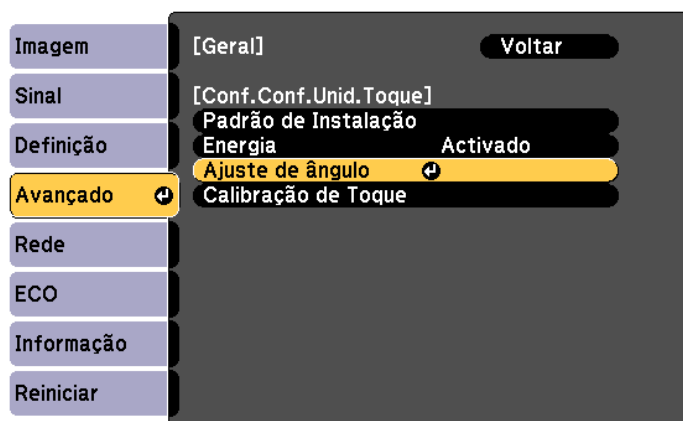 Imagem
Sinal
Definição
Avançado
Rede
ECO
Informação
Reiniciar
[Geral] Voltar
[Conf.Conf.Unid.Toque]
Padrão de Instalação
Energia Activado
Ajuste de ângulo
Calibração de Toque